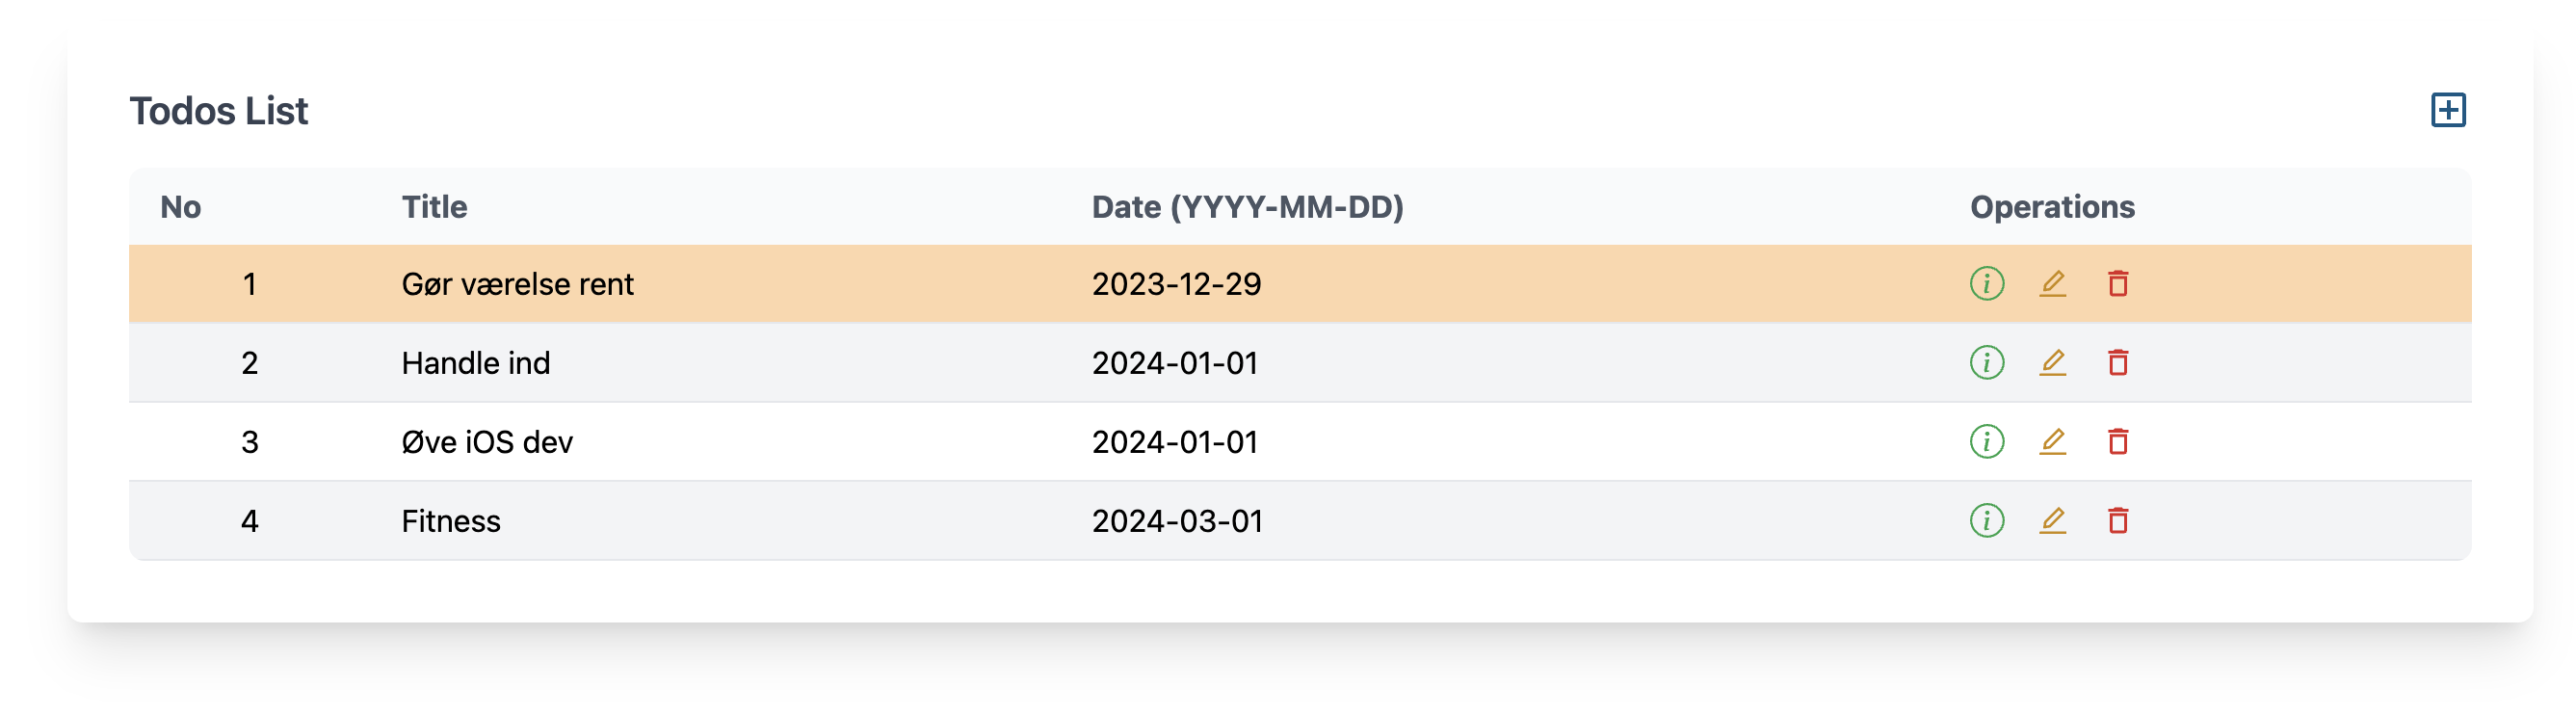 Todos List
No Title Date (YYYY-MM-DD) Operations
1 Gør værelse rent 2023-12-29
2 Handle ind 2024-01-01
3 Øve iOS dev 2024-01-01
4 Fitness 2024-03-01